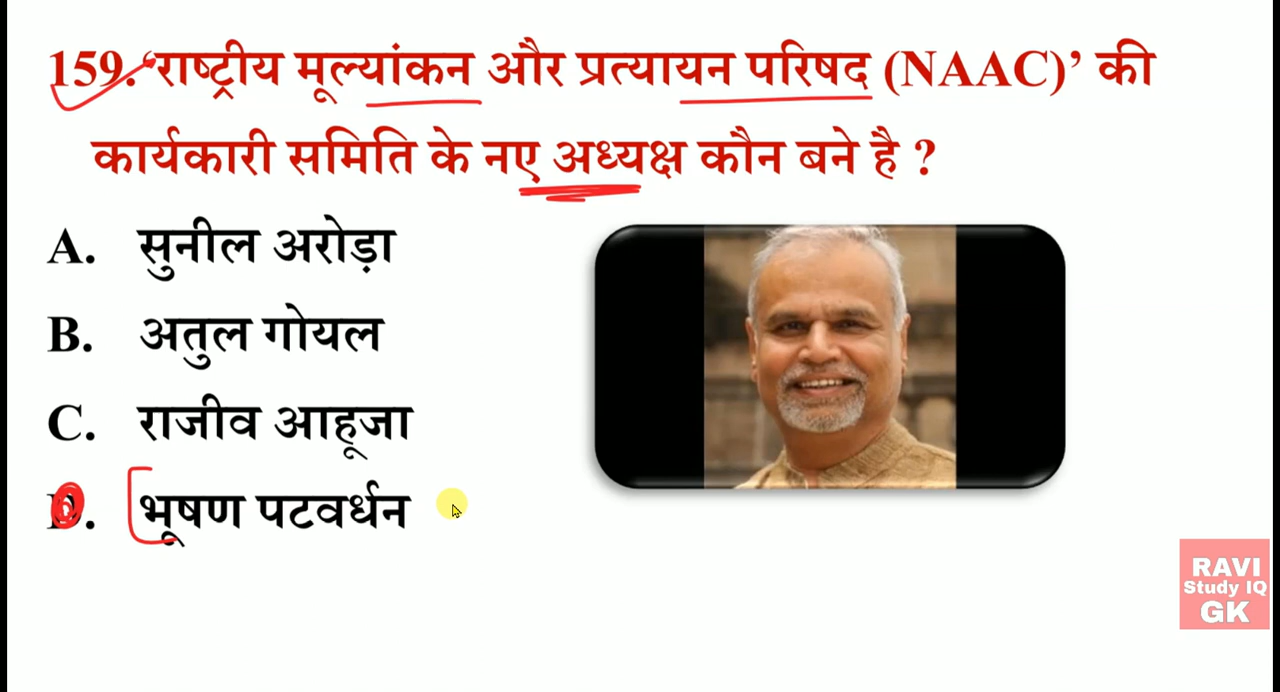 159. ‘राष्ट्रीय मूल्यांकन और प्रत्यायन परिषद (NAAC)’ की
कार्यकारी समिति के नए अध्यक्ष कौन बने है ?
A. सुनील अरोड़ा
B. अतुल गोयल
C. राजीव आहूजा
D. भूषण पटवर्धन
RAVI
Study IQ
GK